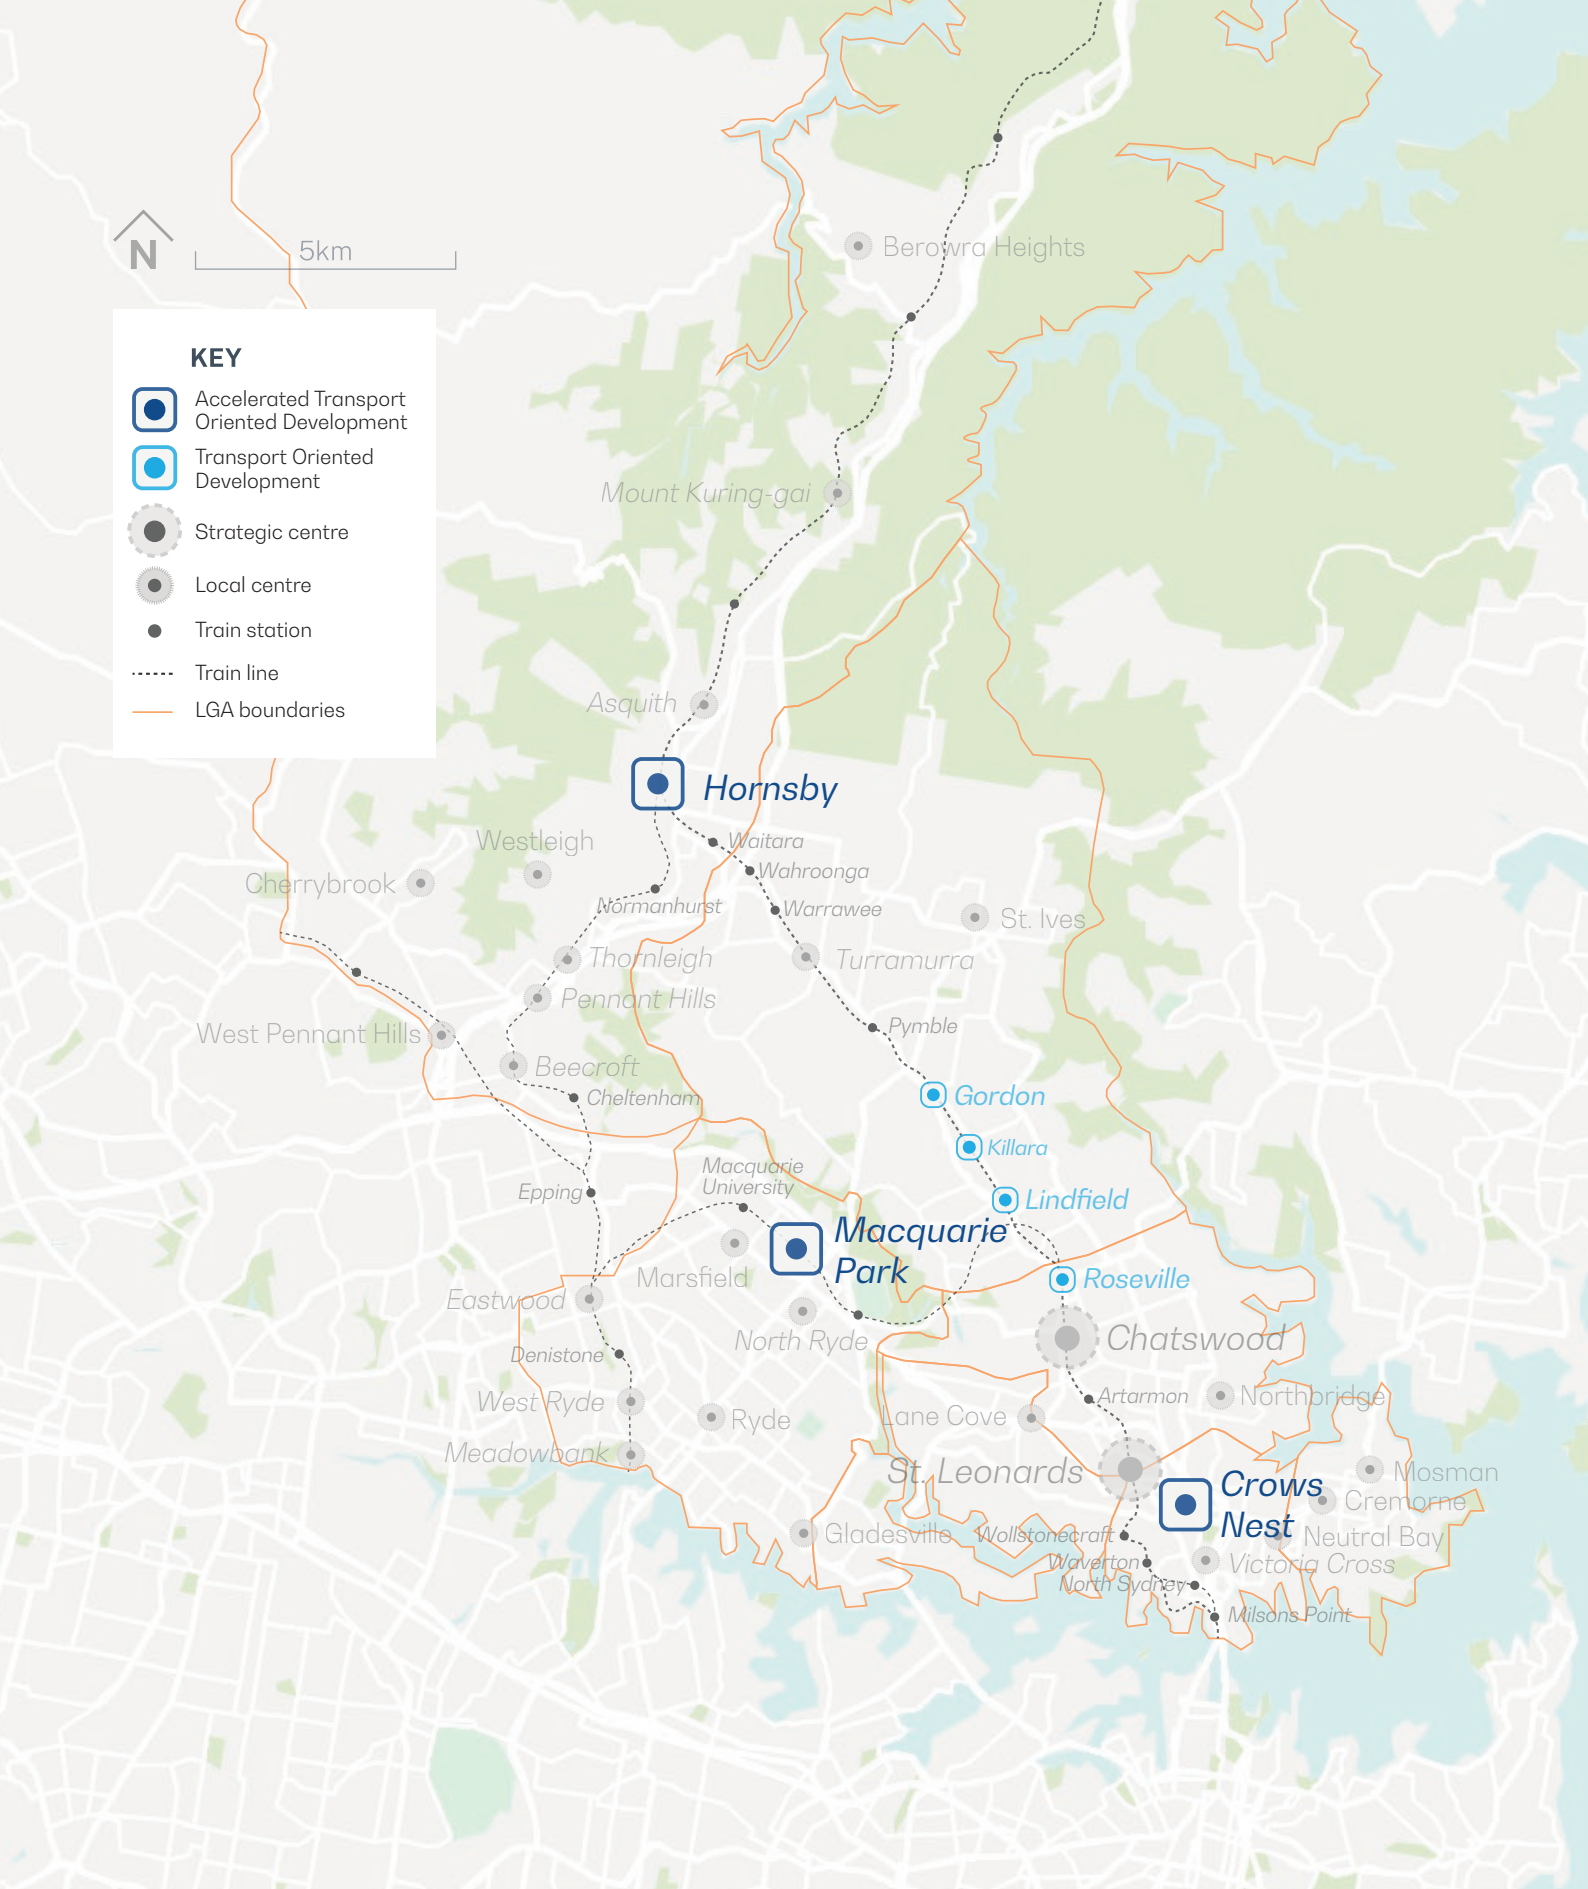 Berowra Heights
N
5km
KEY
Accelerated Transport
Oriented Development
Transport Oriented
Development
Strategic centre
Local centre
Train station
Train line
LGA boundaries
Mount Kuring-gai
Asquith
Hornsby
Westleigh
Waitara
Wahroonga
Cherrybrook
Normanhurst
Warrawee
St. Ives
Thornleigh
Turramurra
Pennant Hills
Pymble
West Pennant Hills
Beecroft
Cheltenham
Gordon
Killara
Macquarie
University
Epping
Lindfield
Macquarie
Park
Marsfield
Roseville
Eastwood
North Ryde
Chatswood
Denistone
Artarmon
Northbridge
West Ryde
Ryde
Lane Cove
Meadowbank
St. Leonards
Mosman
Crows
Nest
Cremorne
Gladesville
Wollstonecraft
Neutral Bay
Waverton
Victoria Cross
North Sydney
Milsons Point